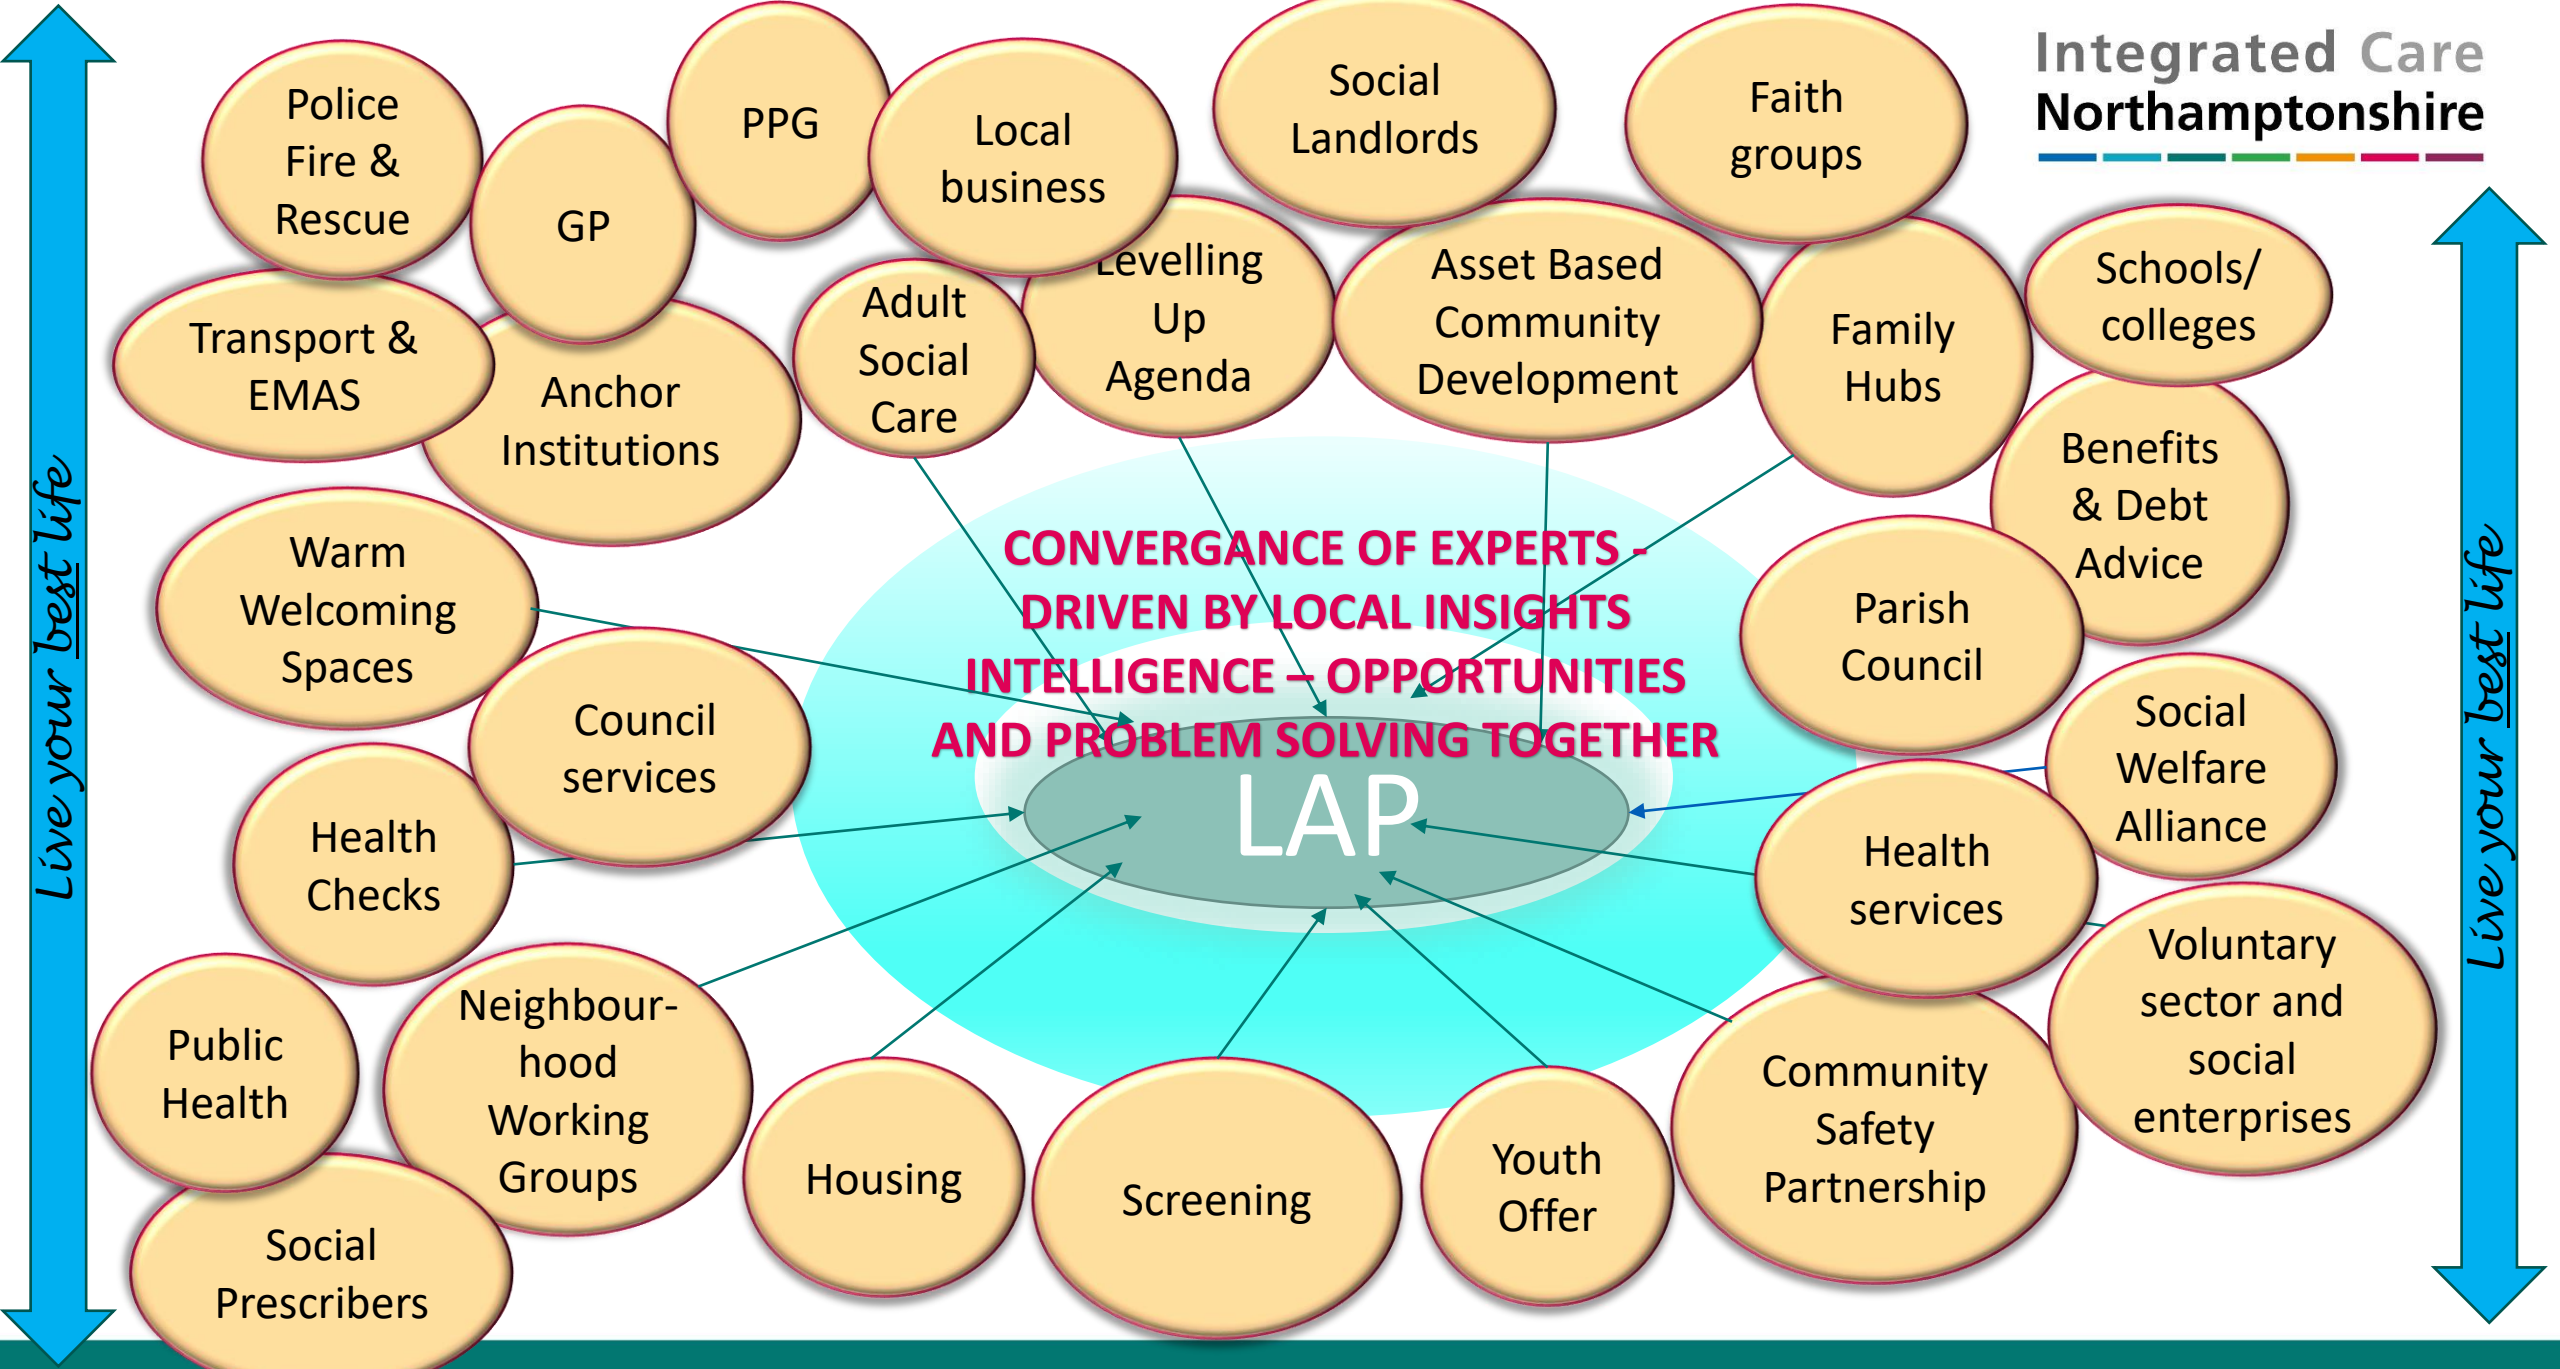 Integrated Care
Northamptonshire
Police
Fire &
Rescue
GP
PPG
Local
business
Social
Landlords
Faith
groups
Transport &
EMAS
Anchor
Institutions
Adult
Social
Care
Levelling
Up
Agenda
Asset Based
Community
Development
Family
Hubs
Schools/
colleges
Benefits
& Debt
Advice
Warm
Welcoming
Spaces
Council
services
CONVERGANCE OF EXPERTS -
DRIVEN BY LOCAL INSIGHTS
INTELLIGENCE – OPPORTUNITIES
AND PROBLEM SOLVING TOGETHER
LAP
Parish
Council
Social
Welfare
Alliance
Health
Checks
Health
services
Voluntary
sector and
social
enterprises
Public
Health
Neighbour-
hood
Working
Groups
Social
Prescribers
Housing
Screening
Youth
Offer
Community
Safety
Partnership
Live your best life
Live your best life